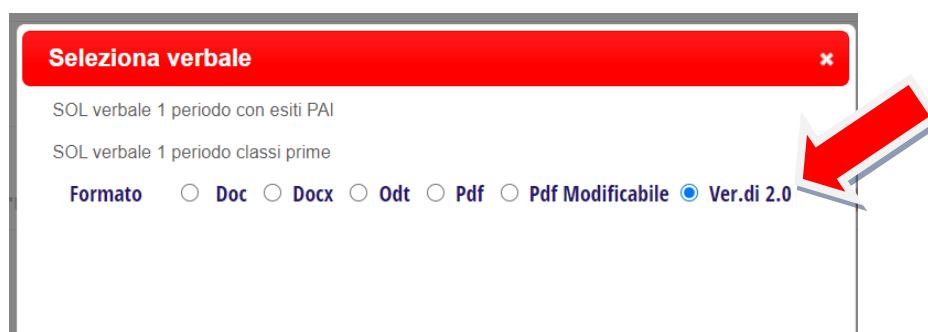 Seleziona verbale ×
SOL verbale 1 periodo con esiti PAI
SOL verbale 1 periodo classi prime
Formato Doc Docx Odt Pdf Pdf Modificabile Ver.di 2.0